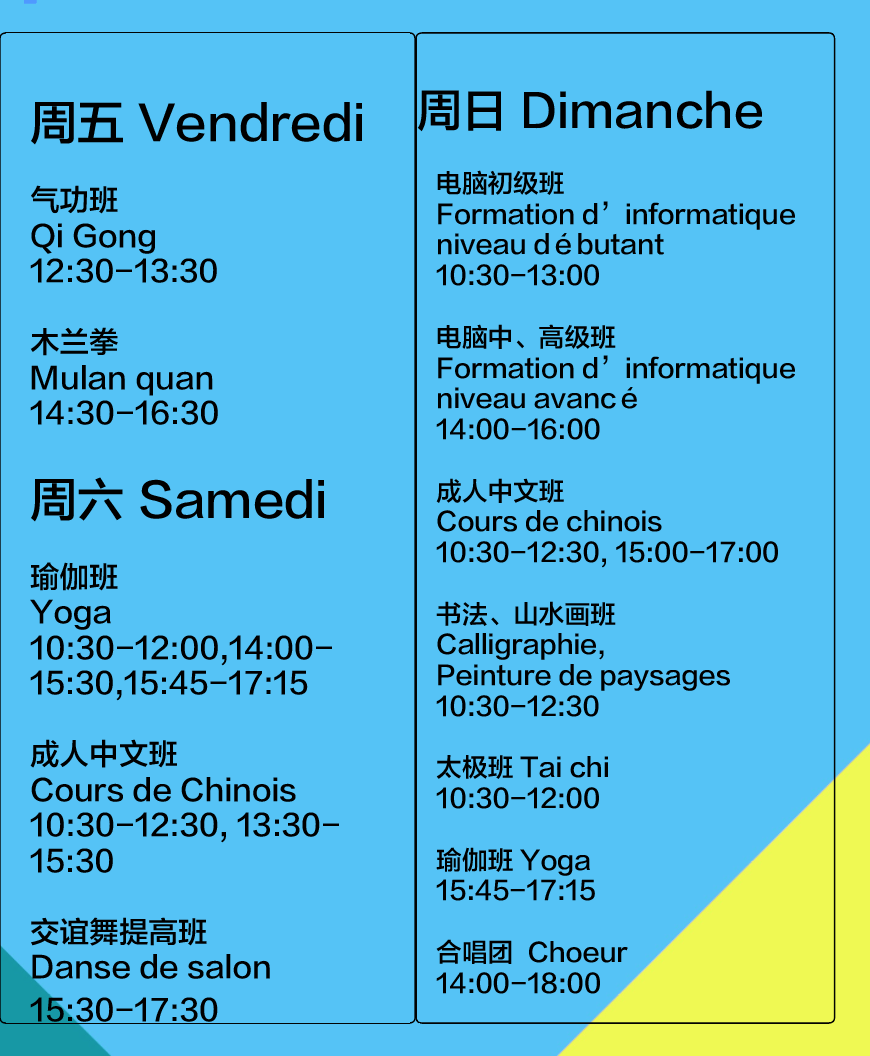 周五 Vendredi
气功班
Qi Gong
12:30-13:30
木兰拳
Mulan quan
14:30-16:30
周六 Samedi
瑜伽班
Yoga
10:30-12:00,14:00-
15:30,15:45-17:15
成人中文班
Cours de Chinois
10:30-12:30, 13:30-
15:30
交谊舞提高班
Danse de salon
15:30-17:30
周日 Dimanche
电脑初级班
Formation d’informatique
niveau débutant
10:30-13:00
电脑中、高级班
Formation d’informatique
niveau avancé
14:00-16:00
成人中文班
Cours de chinois
10:30-12:30, 15:00-17:00
书法、山水画班
Calligraphie,
Peinture de paysages
10:30-12:30
太极班 Tai chi
10:30-12:00
瑜伽班 Yoga
15:45-17:15
合唱团 Choeur
14:00-18:00